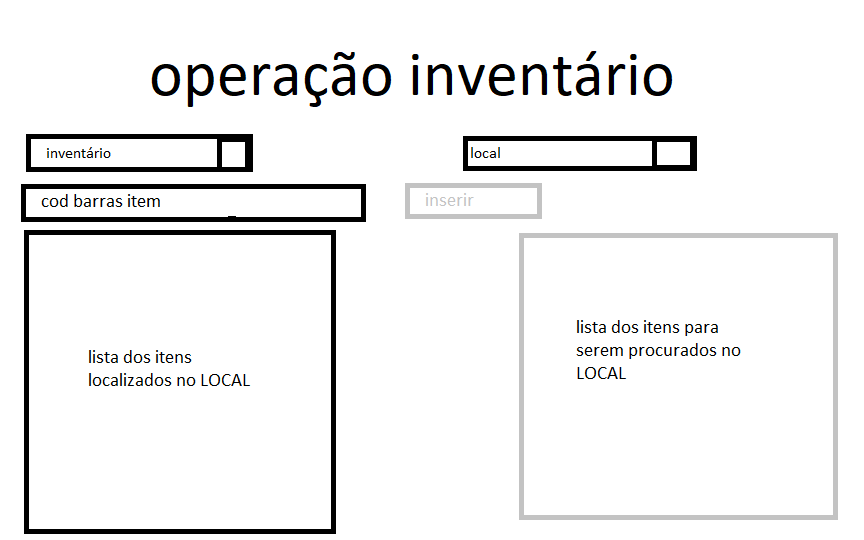 operação inventário
inventário
local
cod barras item
inserir
lista dos itens
localizados no LOCAL
lista dos itens para
serem procurados no
LOCAL